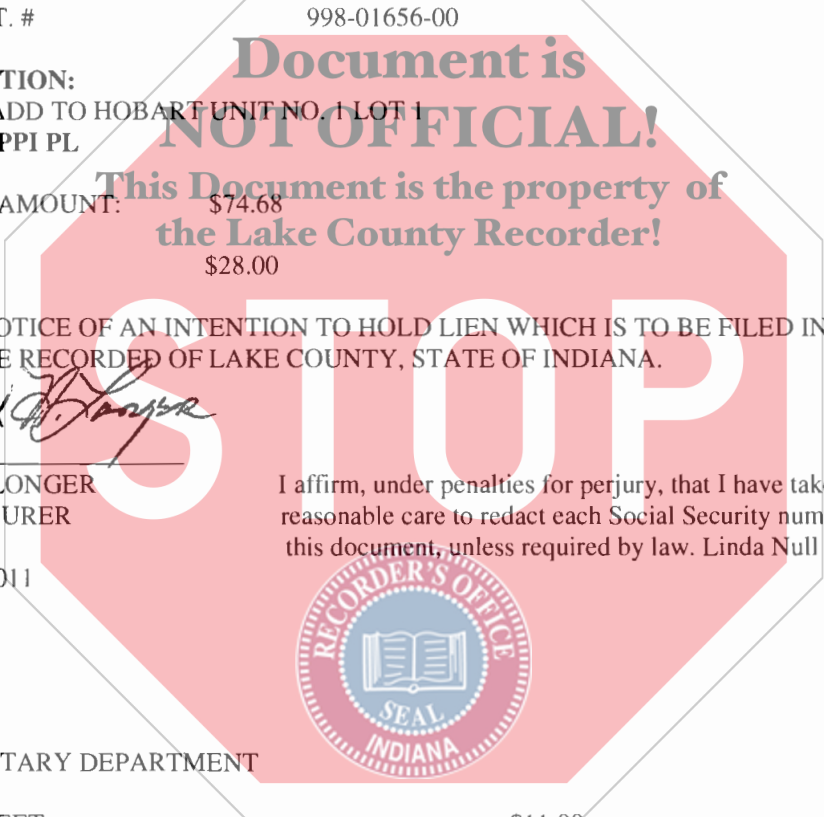 T. # 998-01656-00
Document is
TION:
ADD TO HOBART UNIT NO. 1 LOT 1
NOT OFFICIAL!
PPI PL
This Document is the property of
AMOUNT: $74.68
the Lake County Recorder!
$28.00
OTICE OF AN INTENTION TO HOLD LIEN WHICH IS TO BE FILED IN
E RECORDED OF LAKE COUNTY, STATE OF INDIANA.
STOP
LONGER I affirm, under penalties for perjury, that I have take
URER reasonable care to redact each Social Security num
this document, unless required by law. Linda Null
011
RECORDER'S OFFICE
SEAL
INDIANA
TARY DEPARTMENT